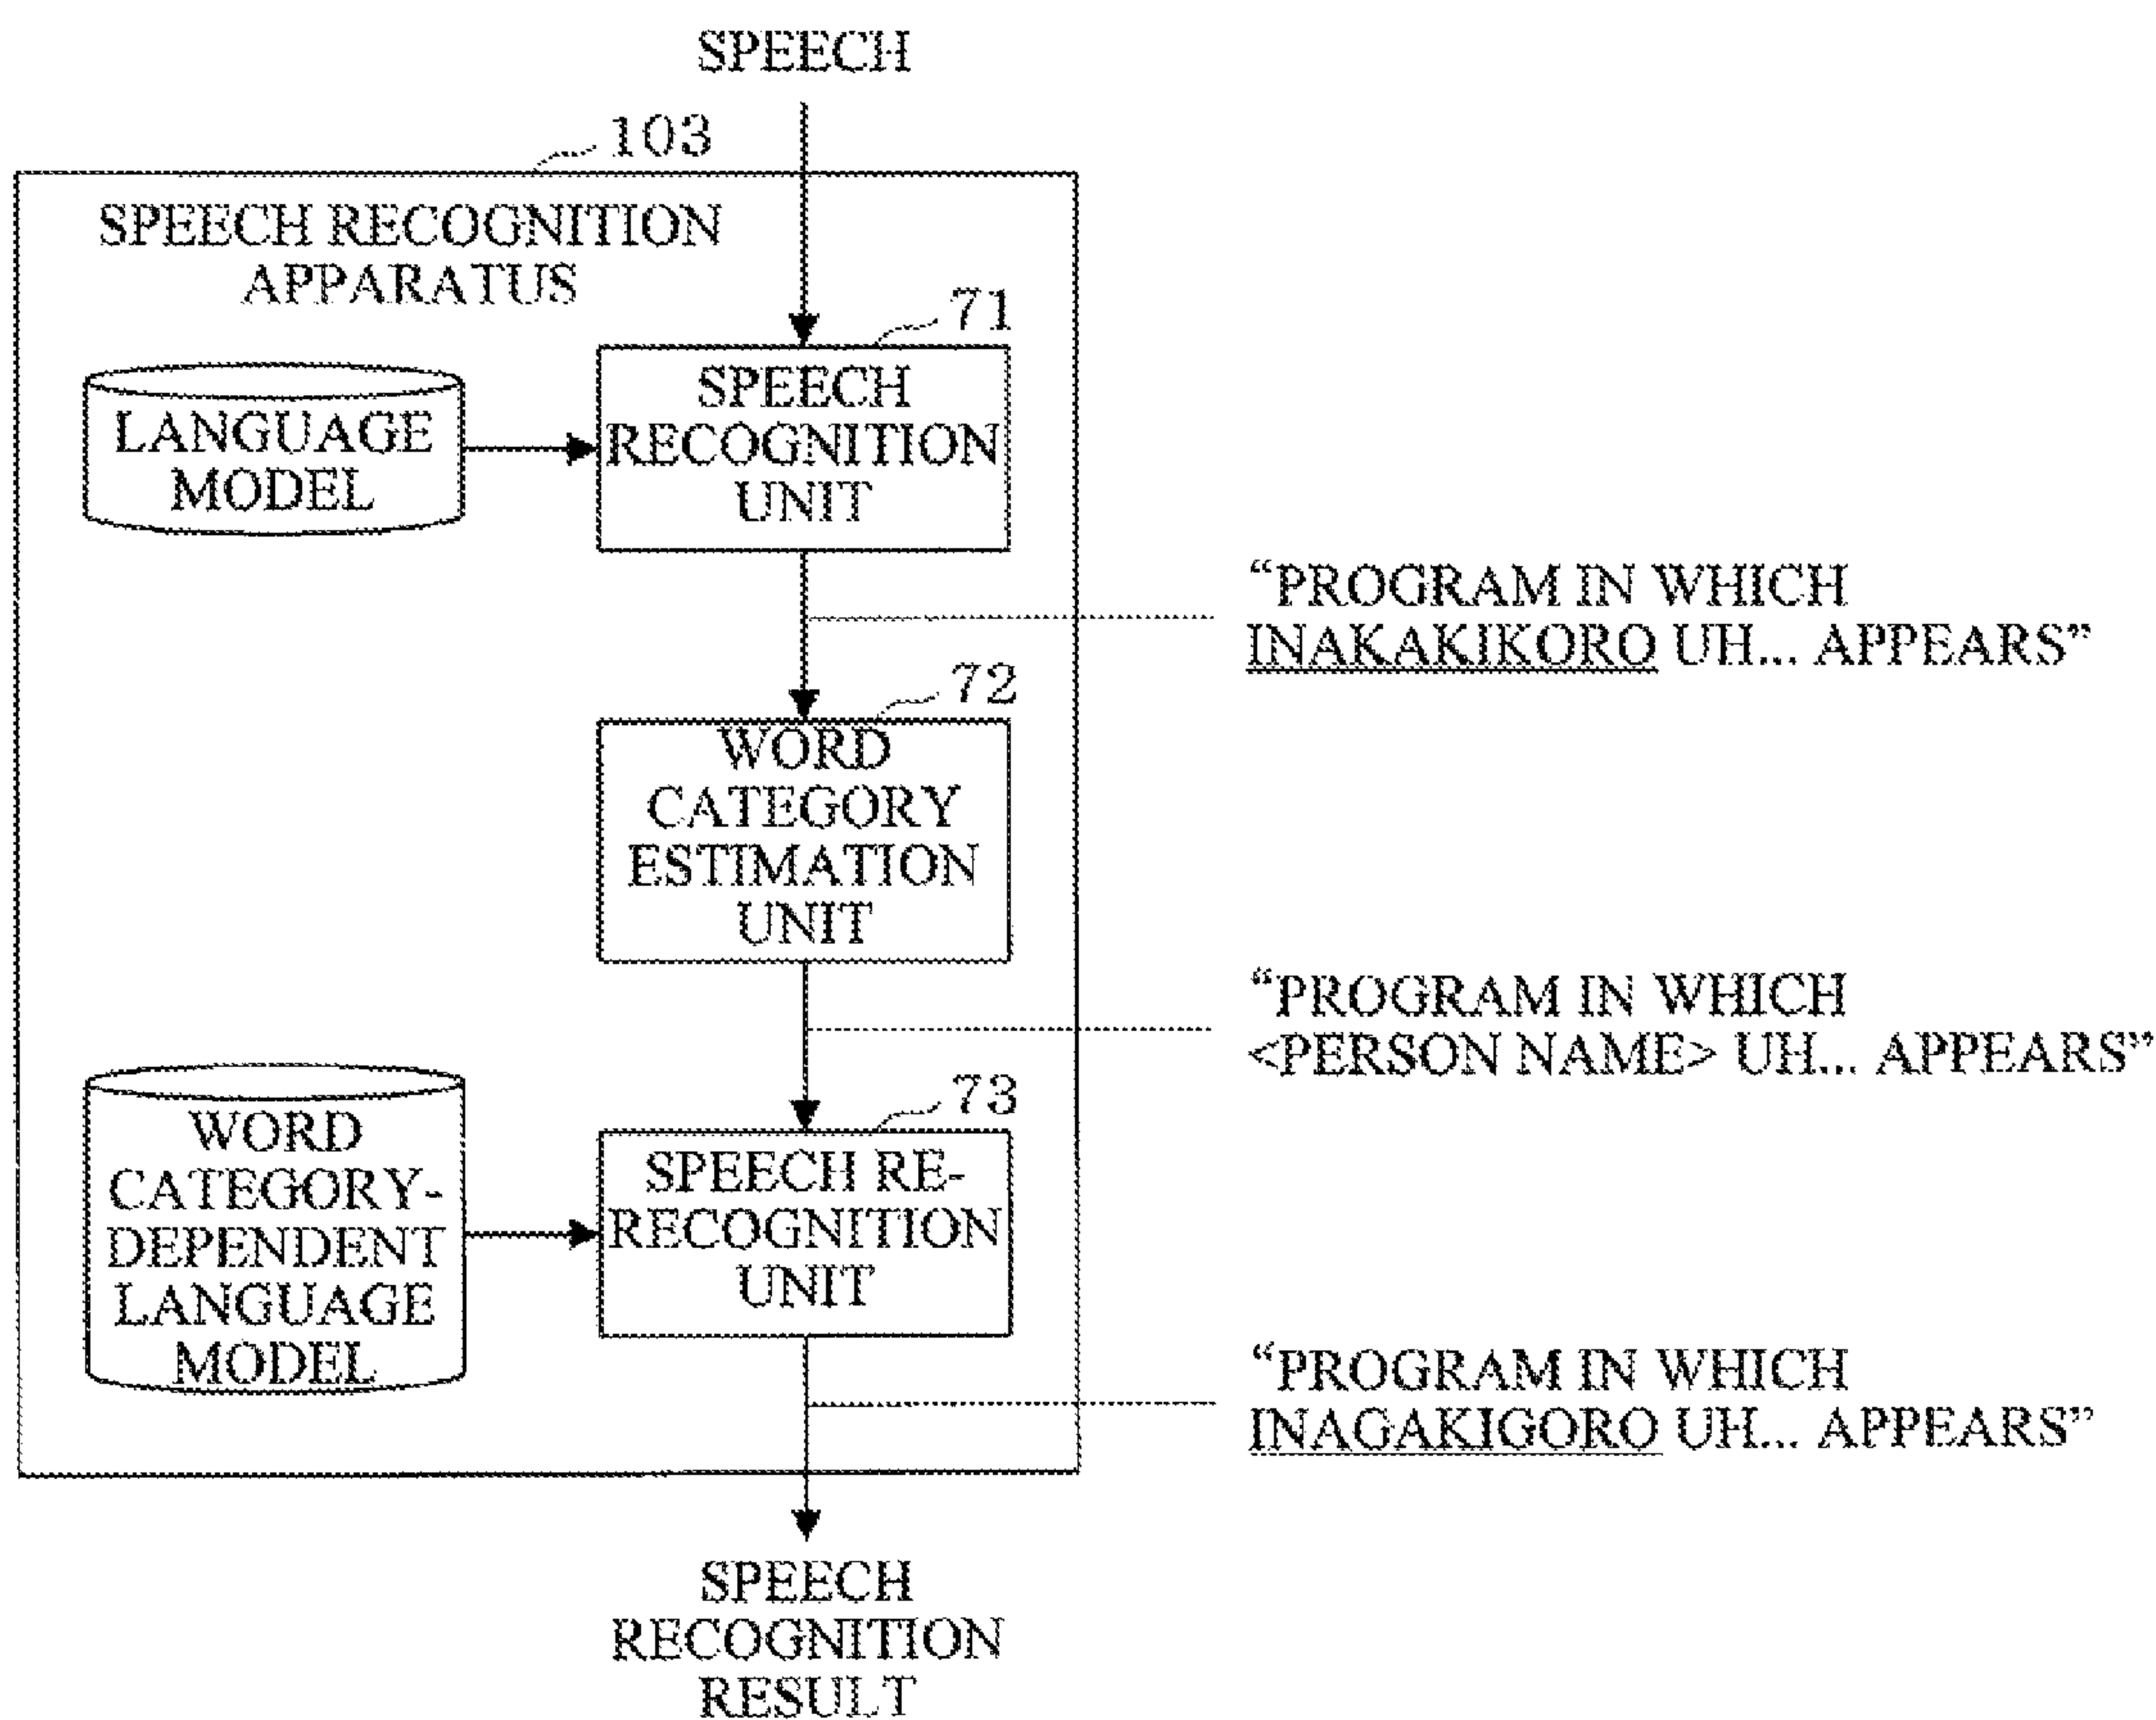 SPEECH
103
SPEECH RECOGNITION
APPARATUS
71
LANGUAGE
MODEL
SPEECH
RECOGNITION
UNIT
“PROGRAM IN WHICH
INAKAKIKORO UH... APPEARS”
72
WORD
CATEGORY
ESTIMATION
UNIT
“PROGRAM IN WHICH
<PERSON NAME> UH... APPEARS”
73
WORD
CATEGORY-
DEPENDENT
LANGUAGE
MODEL
SPEECH RE-
RECOGNITION
UNIT
“PROGRAM IN WHICH
INAGAKIGORO UH... APPEARS”
SPEECH
RECOGNITION
RESULT